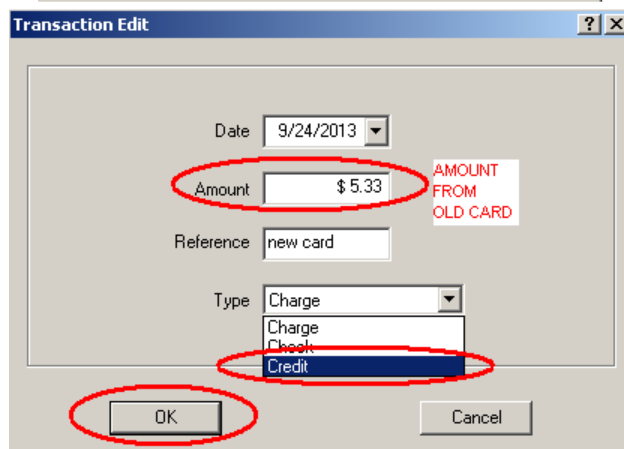 Transaction Edit
Date 9/24/2013
Amount $ 5.33
AMOUNT
FROM
OLD CARD
Reference new card
Type Charge
Charge
Check
Credit
OK Cancel